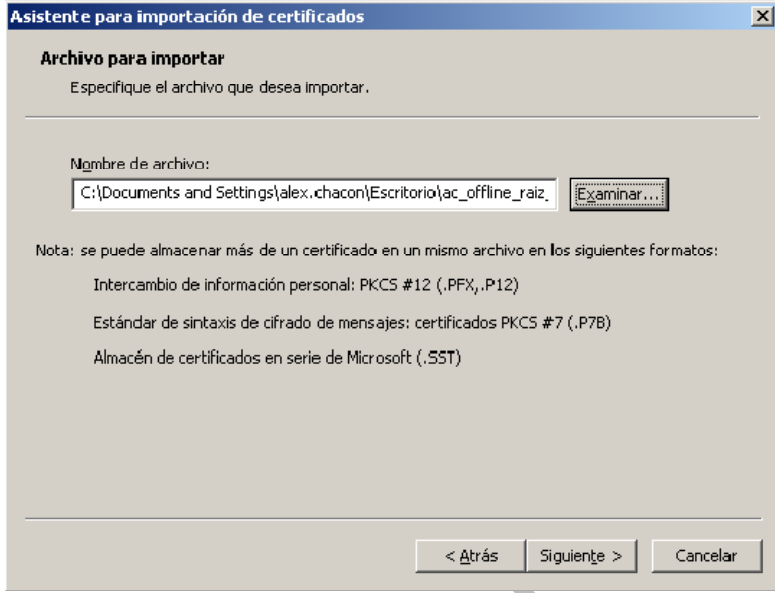 Asistente para importación de certificados
Archivo para importar
Especifique el archivo que desea importar.
Nombre de archivo:
C:\Documents and Settings\alex.chacon\Escritorio\ac_offline_raiz_ Examinar...
Nota: se puede almacenar más de un certificado en un mismo archivo en los siguientes formatos:
Intercambio de información personal: PKCS #12 (.PFX,.P12)
Estándar de sintaxis de cifrado de mensajes: certificados PKCS #7 (.P7B)
Almacén de certificados en serie de Microsoft (.SST)
< Atrás Siguiente > Cancelar